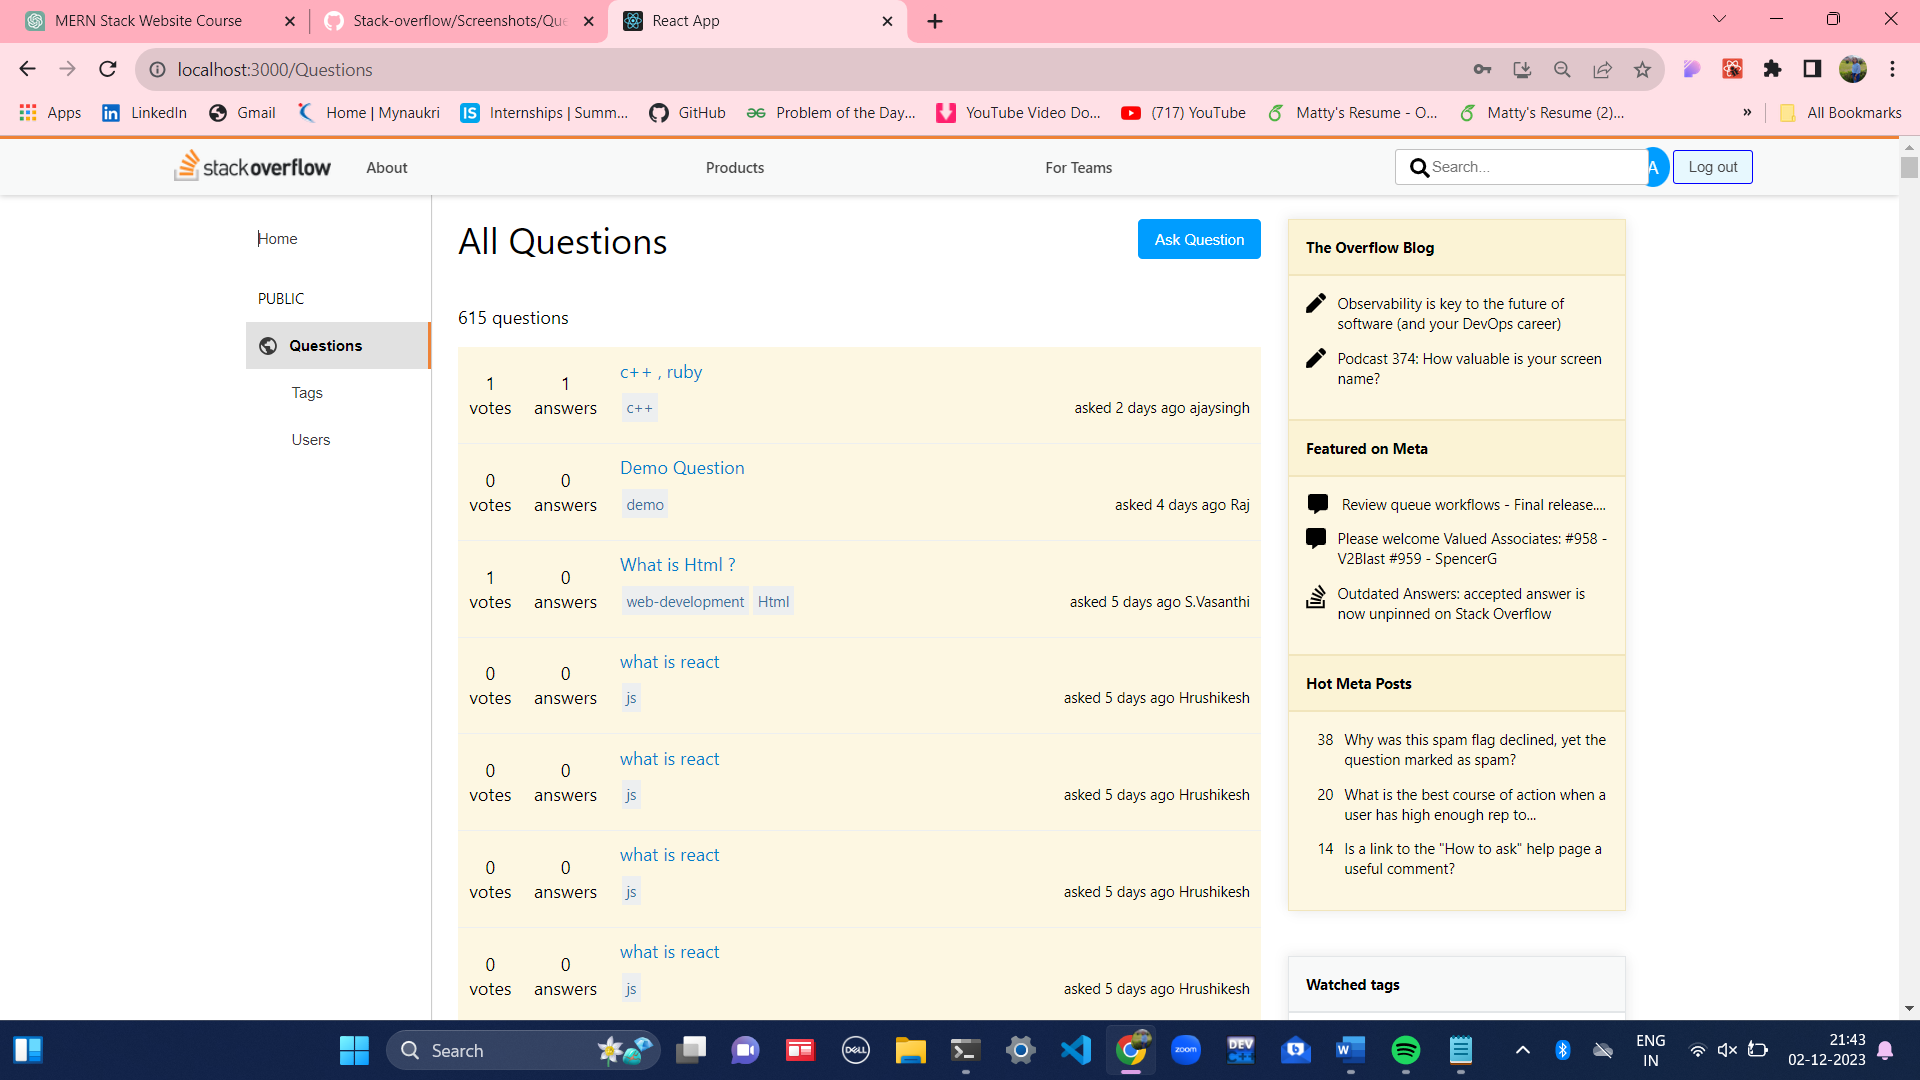 MERN Stack Website Course
Stack-overflow/Screenshots/Que
React App
localhost:3000/Questions
Apps
LinkedIn
Gmail
Home | Mynaukri
IS
Internships | Summ...
GitHub
Problem of the Day...
YouTube Video Do...
(717) YouTube
Matty's Resume - O...
Matty's Resume (2)...
»
All Bookmarks
stackoverflow
About
Products
For Teams
Search...
A
Log out
Home
PUBLIC
Questions
Tags
Users
All Questions
Ask Question
615 questions
1 votes
1 answers
c++ , ruby
c++
asked 2 days ago ajaysingh
0 votes
0 answers
Demo Question
demo
asked 4 days ago Raj
1 votes
0 answers
What is Html ?
web-development Html
asked 5 days ago S.Vasanthi
0 votes
0 answers
what is react
js
asked 5 days ago Hrushikesh
0 votes
0 answers
what is react
js
asked 5 days ago Hrushikesh
0 votes
0 answers
what is react
js
asked 5 days ago Hrushikesh
0 votes
0 answers
what is react
js
asked 5 days ago Hrushikesh
The Overflow Blog
Observability is key to the future of
software (and your DevOps career)
Podcast 374: How valuable is your screen
name?
Featured on Meta
Review queue workflows - Final release....
Please welcome Valued Associates: #958 -
V2Blast #959 - SpencerG
Outdated Answers: accepted answer is
now unpinned on Stack Overflow
Hot Meta Posts
38 Why was this spam flag declined, yet the
question marked as spam?
20 What is the best course of action when a
user has high enough rep to...
14 Is a link to the "How to ask" help page a
useful comment?
Watched tags
Search
DELL
zoom
DEV
ENG
IN
21:43
02-12-2023